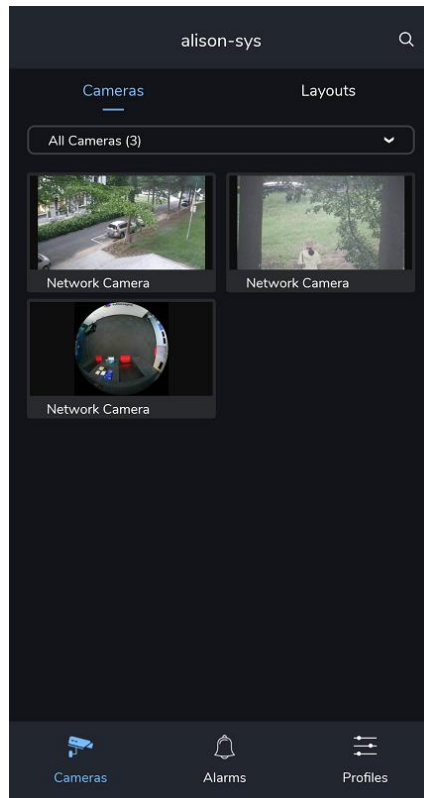 alison-sys
Cameras
Layouts
All Cameras (3)
Network Camera
Network Camera
Network Camera
Cameras
Alarms
Profiles